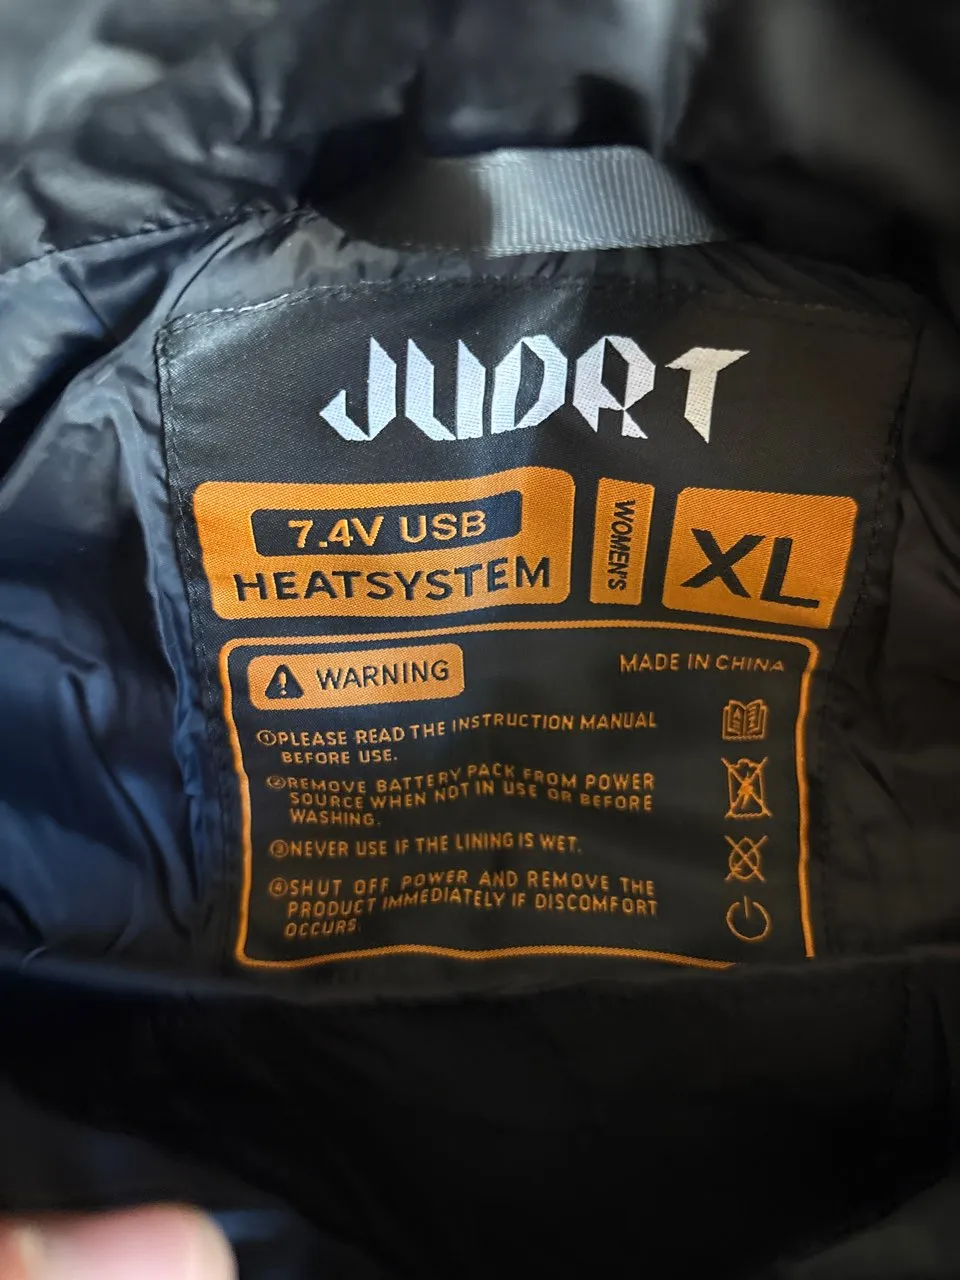 JUDRT
7.4V USB
HEATSYSTEM
WOMEN'S
XL
WARNING
MADE IN CHINA
①PLEASE READ THE INSTRUCTION MANUAL
BEFORE USE.
②REMOVE BATTERY PACK FROM POWER
SOURCE WHEN NOT IN USE OR BEFORE
WASHING.
③NEVER USE IF THE LINING IS WET.
④SHUT OFF POWER AND REMOVE THE
PRODUCT IMMEDIATELY IF DISCOMFORT
OCCURS.